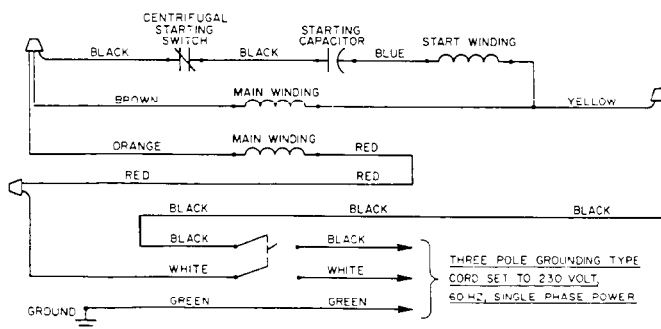 CENTRIFUGAL
STARTING
SWITCH
STARTING
CAPACITOR
BLACK
BLACK
BLUE
START WINDING
BROWN
MAIN WINDING
YELLOW
ORANGE
MAIN WINDING
RED
RED
RED
BLACK
BLACK
BLACK
BLACK
BLACK
WHITE
WHITE
GROUND
GREEN
GREEN
THREE POLE GROUNDING TYPE
CORD SET TO 230 VOLT,
60 HZ, SINGLE PHASE POWER